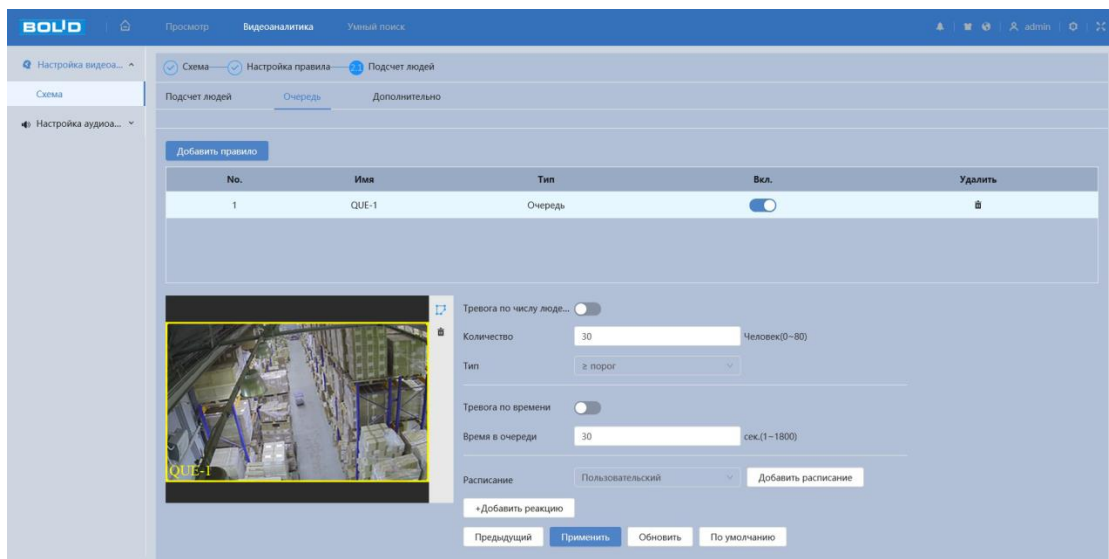 BOLID Просмотр Видеоаналитика Умный поиск admin
Настройка видеоа... Схема Настройка правила 2.1 Подсчет людей
Схема Подсчет людей Очередь Дополнительно
Настройка аудиоа...
Добавить правило
No. Имя Тип Вкл. Удалить
1 QUE-1 Очередь
Тревога по числу люде...
Количество 30 Человек(0~80)
Тип ≥ порог
Тревога по времени
Время в очереди 30 сек.(1~1800)
QUE-1
Расписание Пользовательский Добавить расписание
+Добавить реакцию
Предыдущий Применить Обновить По умолчанию